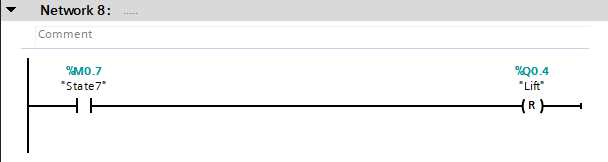 Network 8: .....
Comment
%M0.7
"State7"
%Q0.4
"Lift"
R